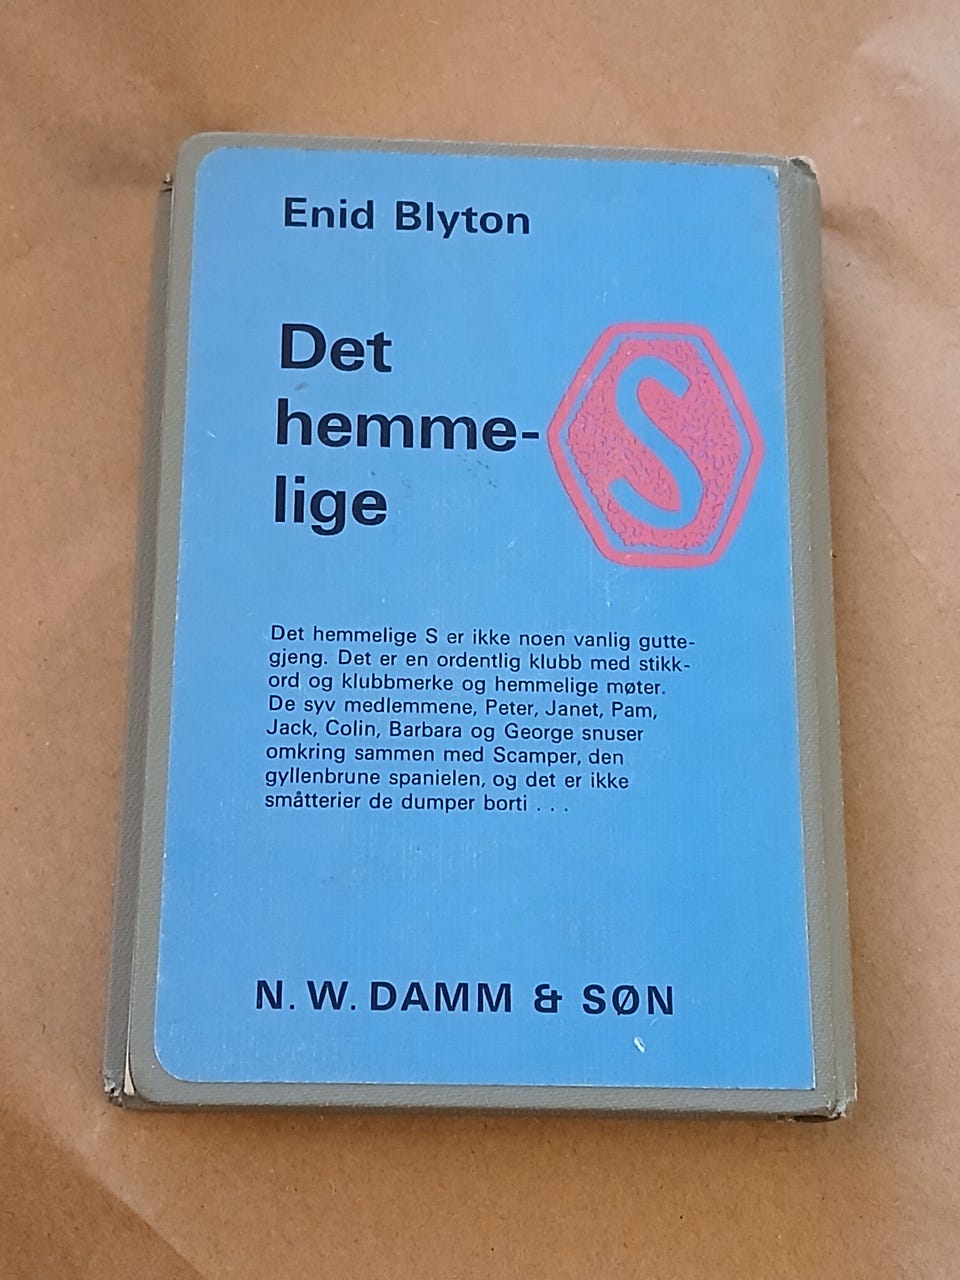 Enid Blyton
Det
hemme-
lige
S
Det hemmelige S er ikke noen vanlig gutte-
gjeng. Det er en ordentlig klubb med stikk-
ord og klubbmerke og hemmelige møter.
De syv medlemmene, Peter, Janet, Pam,
Jack, Colin, Barbara og George snuser
omkring sammen med Scamper, den
gyllenbrune spanielen, og det er ikke
småtterier de dumper borti . . .
N. W. DAMM & SØN